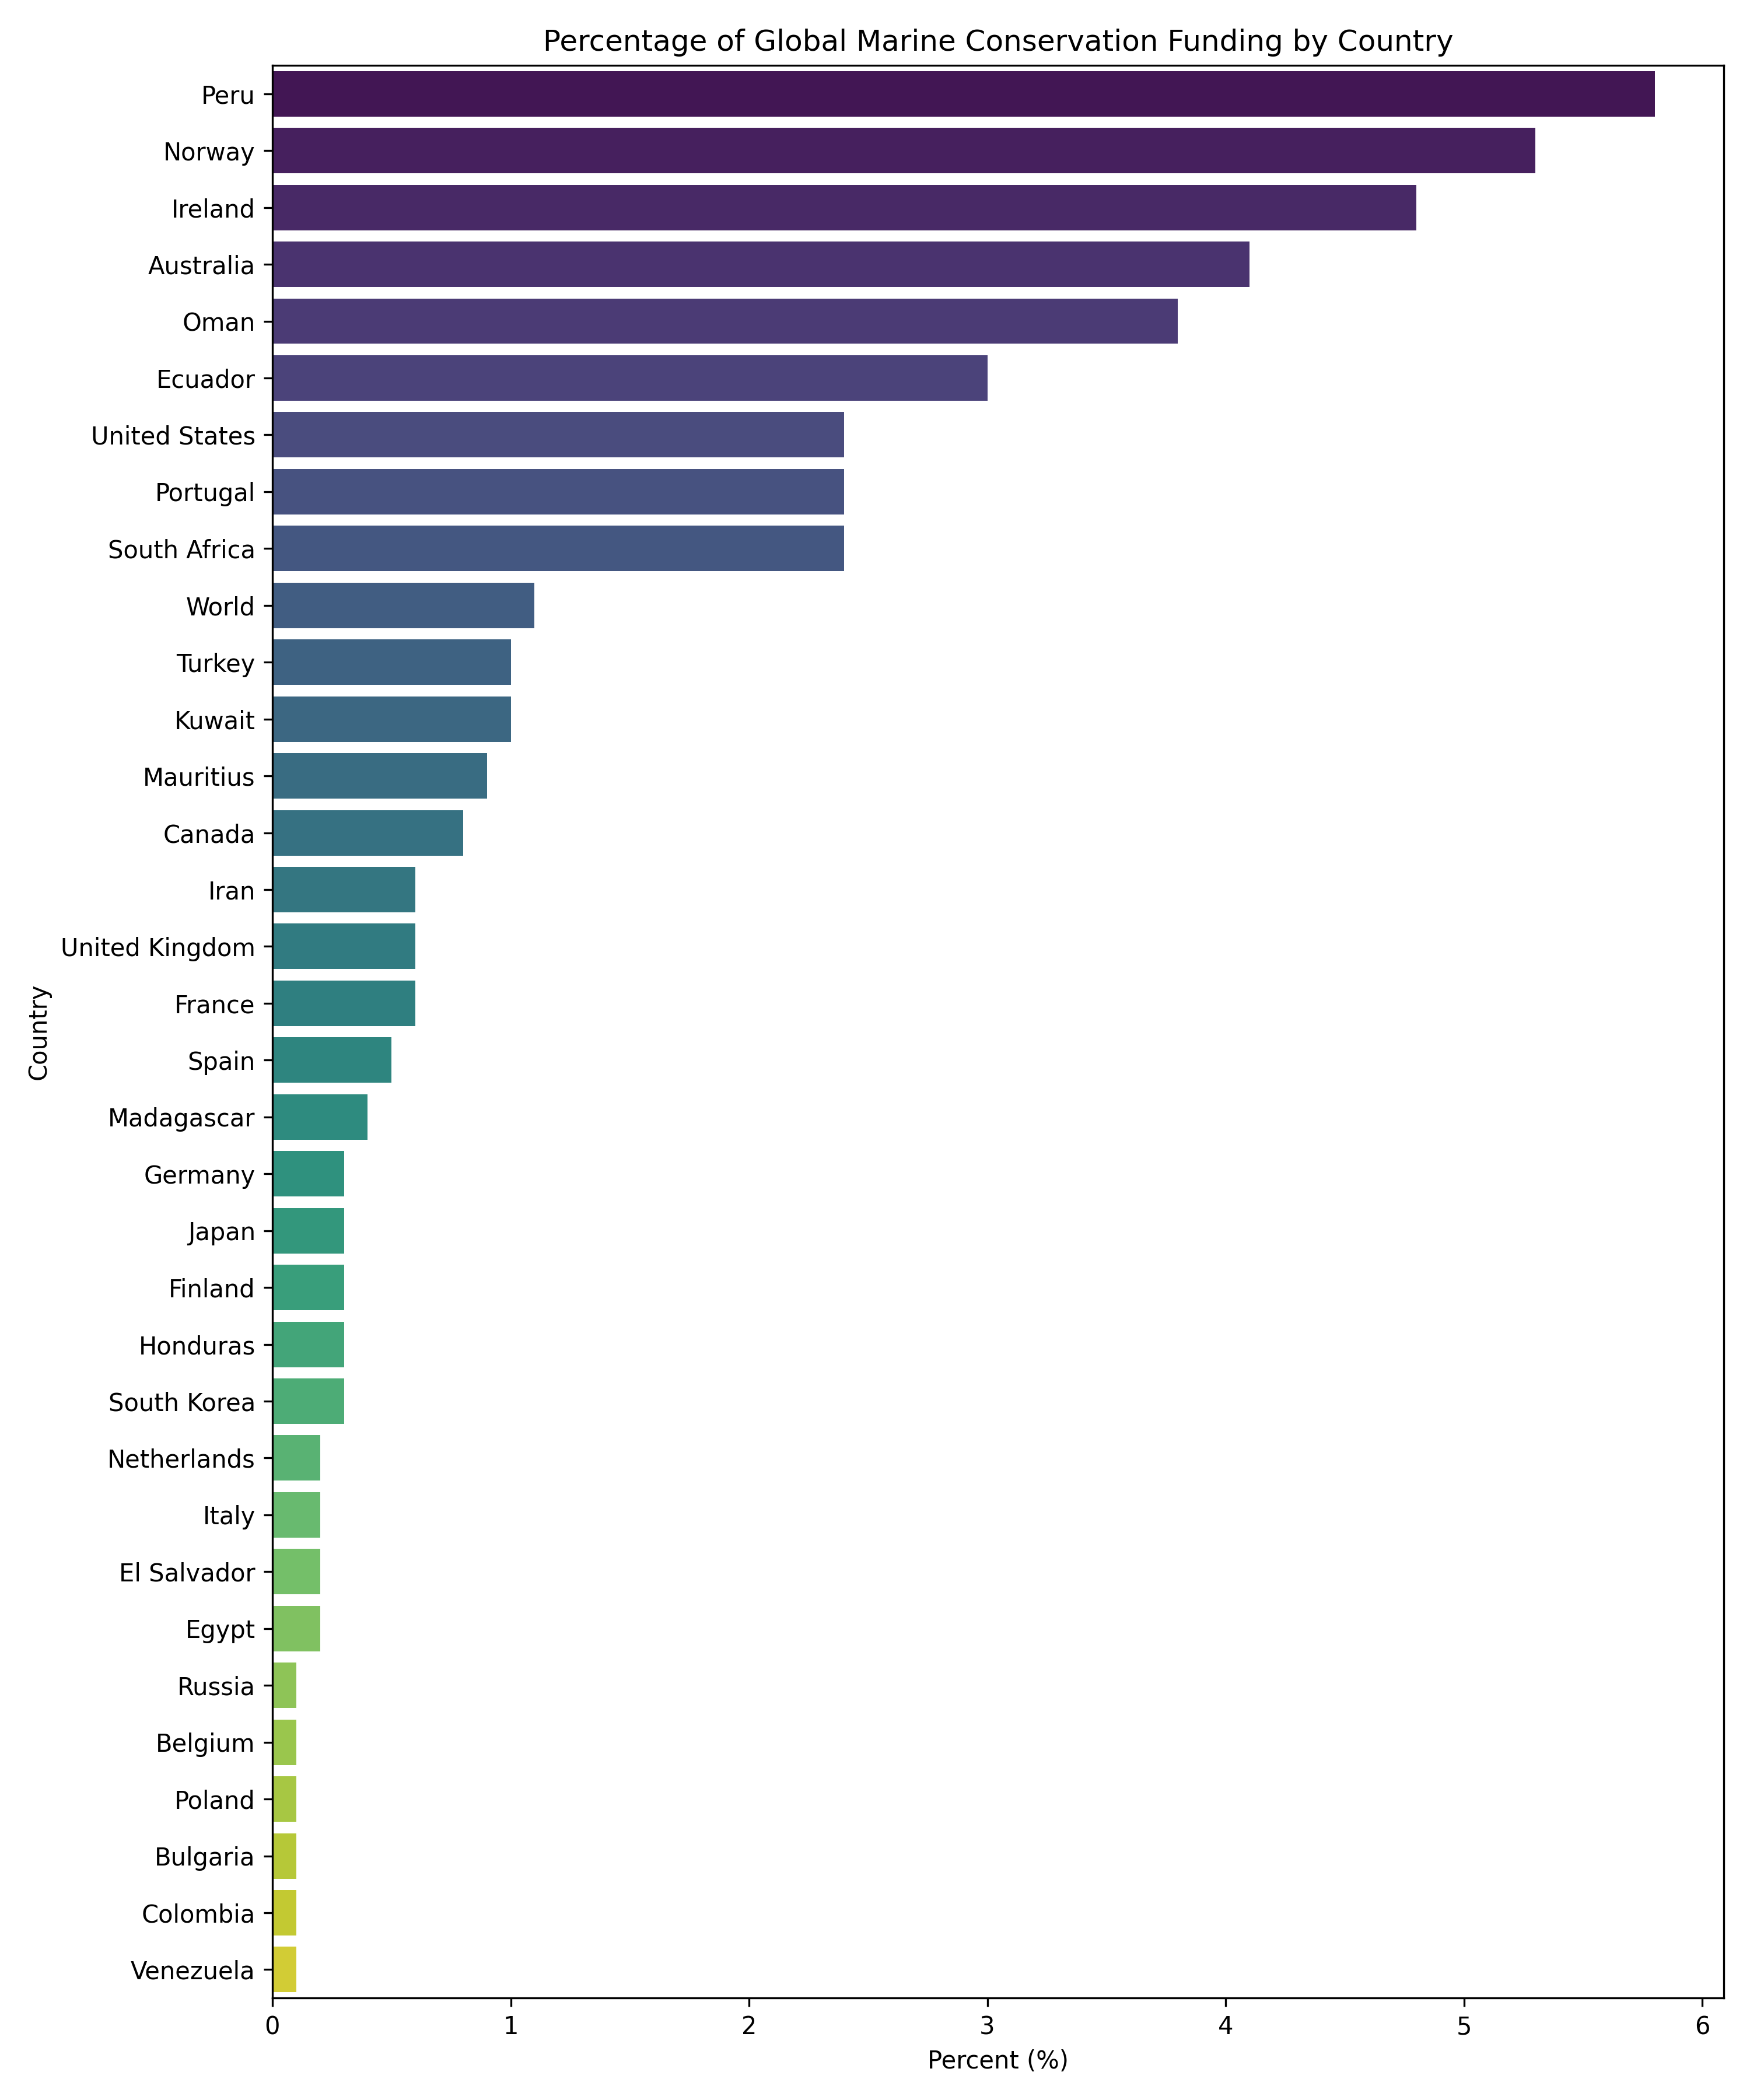 Percentage of Global Marine Conservation Funding by Country
Peru
Norway
Ireland
Australia
Oman
Ecuador
United States
Portugal
South Africa
World
Turkey
Kuwait
Mauritius
Canada
Iran
United Kingdom
France
Spain
Madagascar
Germany
Japan
Finland
Honduras
South Korea
Netherlands
Italy
El Salvador
Egypt
Russia
Belgium
Poland
Bulgaria
Colombia
Venezuela
Country
0 1 2 3 4 5 6
Percent (%)